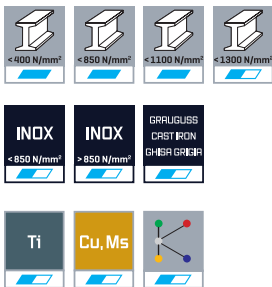 <400 N/mm² <850 N/mm² <1100 N/mm² <1300 N/mm²
INOX INOX GRAUGUSS
CAST IRON
GHISA GRIGIA
<850 N/mm² >850 N/mm²
Ti Cu, Ms